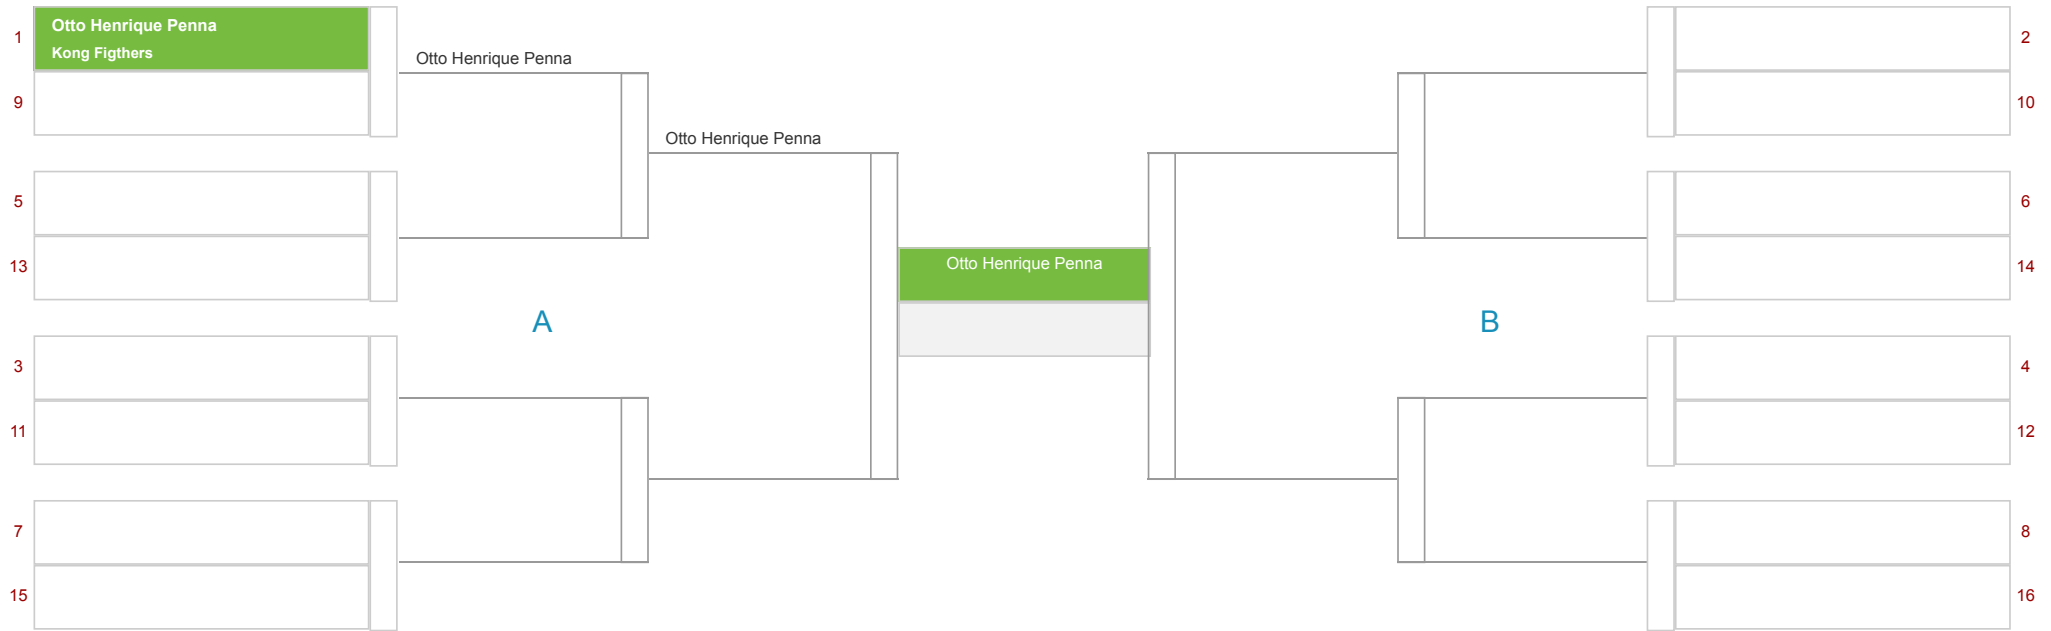 1
Otto Henrique Penna
Kong Figthers
9
5
13
3
11
7
15
Otto Henrique Penna
Otto Henrique Penna
A
Otto Henrique Penna
B
2
10
6
14
4
12
8
16